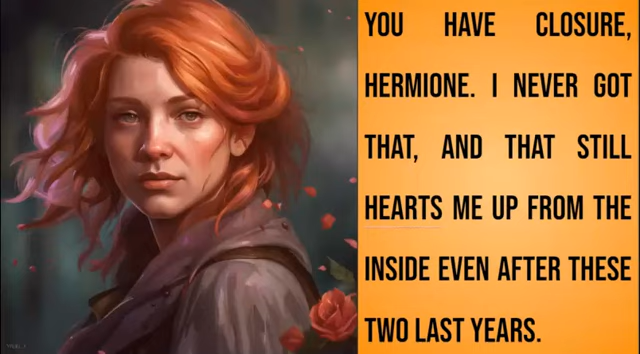 YOU HAVE CLOSURE,
HERMIONE. I NEVER GOT
THAT, AND THAT STILL
HEARTS ME UP FROM THE
INSIDE EVEN AFTER THESE
TWO LAST YEARS.